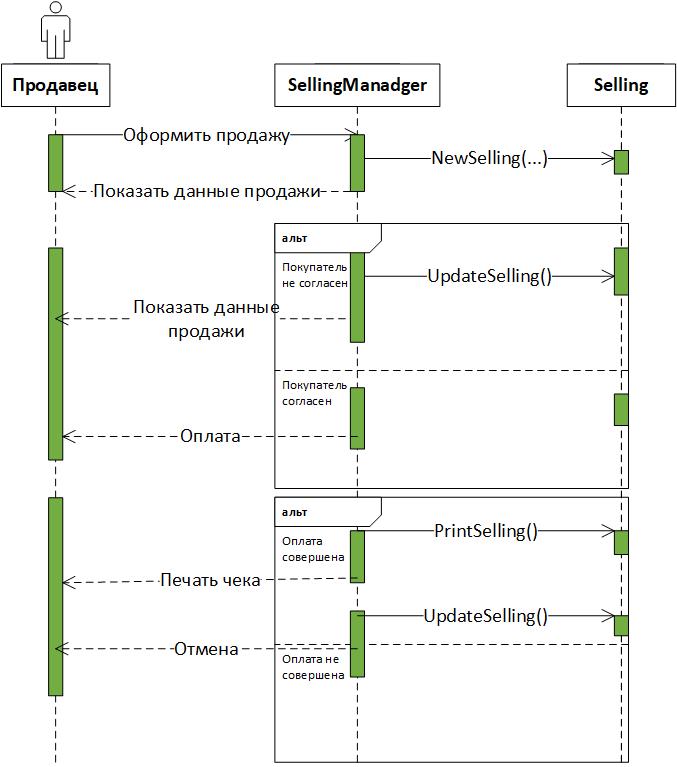 Продавец
SellingManadger
Selling
Оформить продажу
NewSelling(...)
Показать данные продажи
альт
Покупатель
не согласен
UpdateSelling()
Показать данные
продажи
Покупатель
согласен
Оплата
альт
PrintSelling()
Оплата
совершена
Печать чека
UpdateSelling()
Отмена
Оплата не
совершена